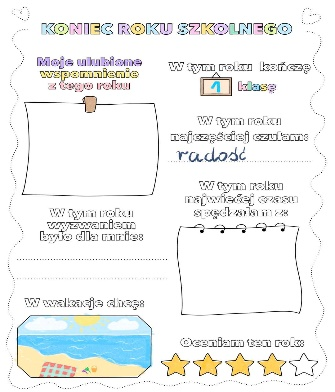 KONIEC ROKU SZKOLNEGO
Moje ulubione
wspomnienie
z tego roku
W tym roku kończę
1 klasę
W tym roku
najczęściej czułam:
radość
W tym roku
najwięcej czasu
spędzałam z:
W tym roku
wyzwaniem
było dla mnie:
W wakacje chcę:
Oceniam ten rok: